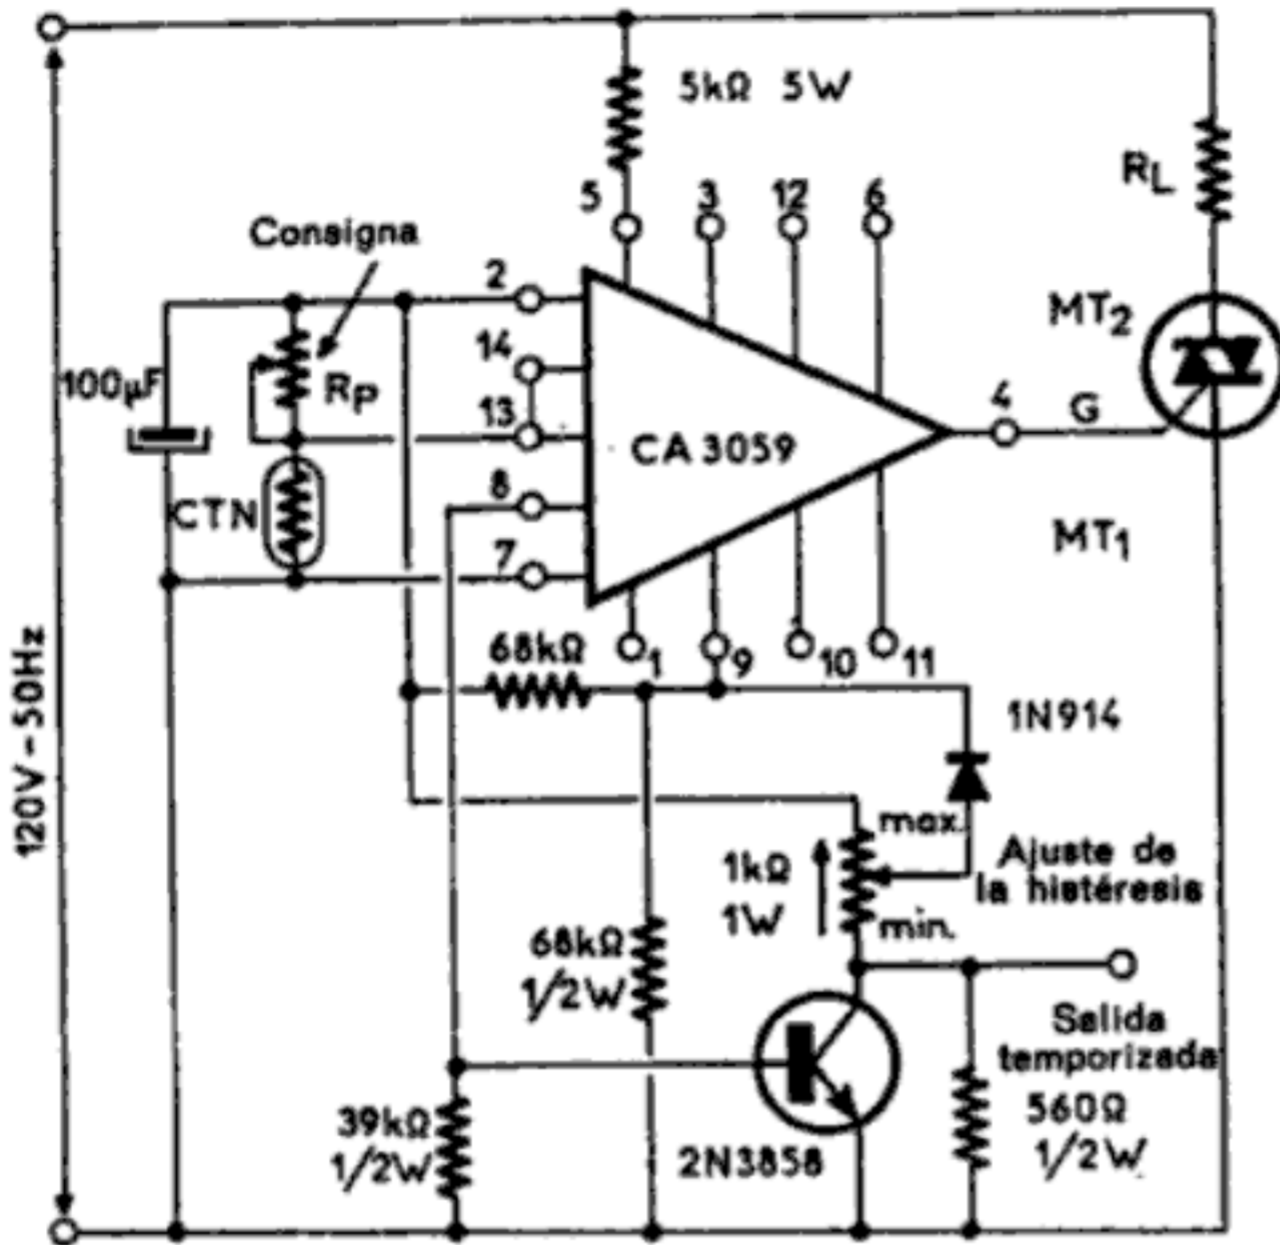 5kΩ 5W
RL
5
3
12
6
Consigna
2
MT2
14
100µF
RP
13
4
G
CA 3059
8
CTN
MT1
7
68kΩ
1
9
10
11
1N914
120V-50Hz
max.
1kΩ
1W
Ajuste de
la histéresis
min.
68kΩ
1/2W
Salida
temporizada
39kΩ
1/2W
2N3858
560Ω
1/2W